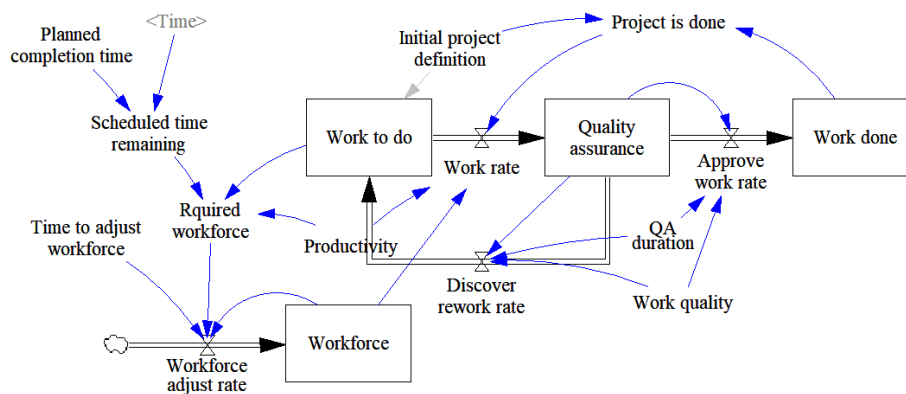 Planned
completion time
<Time>
Initial project
definition
Project is done
Scheduled time
remaining
Work to do
Quality
assurance
Work done
Work rate
Approve
work rate
Time to adjust
workforce
Rquired
workforce
Productivity
QA
duration
Discover
rework rate
Work quality
Workforce
Workforce
adjust rate